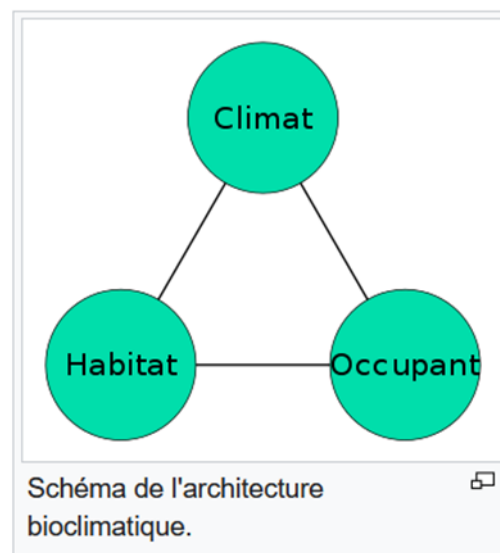 Climat
Habitat
Occupant
Schéma de l'architecture
bioclimatique.